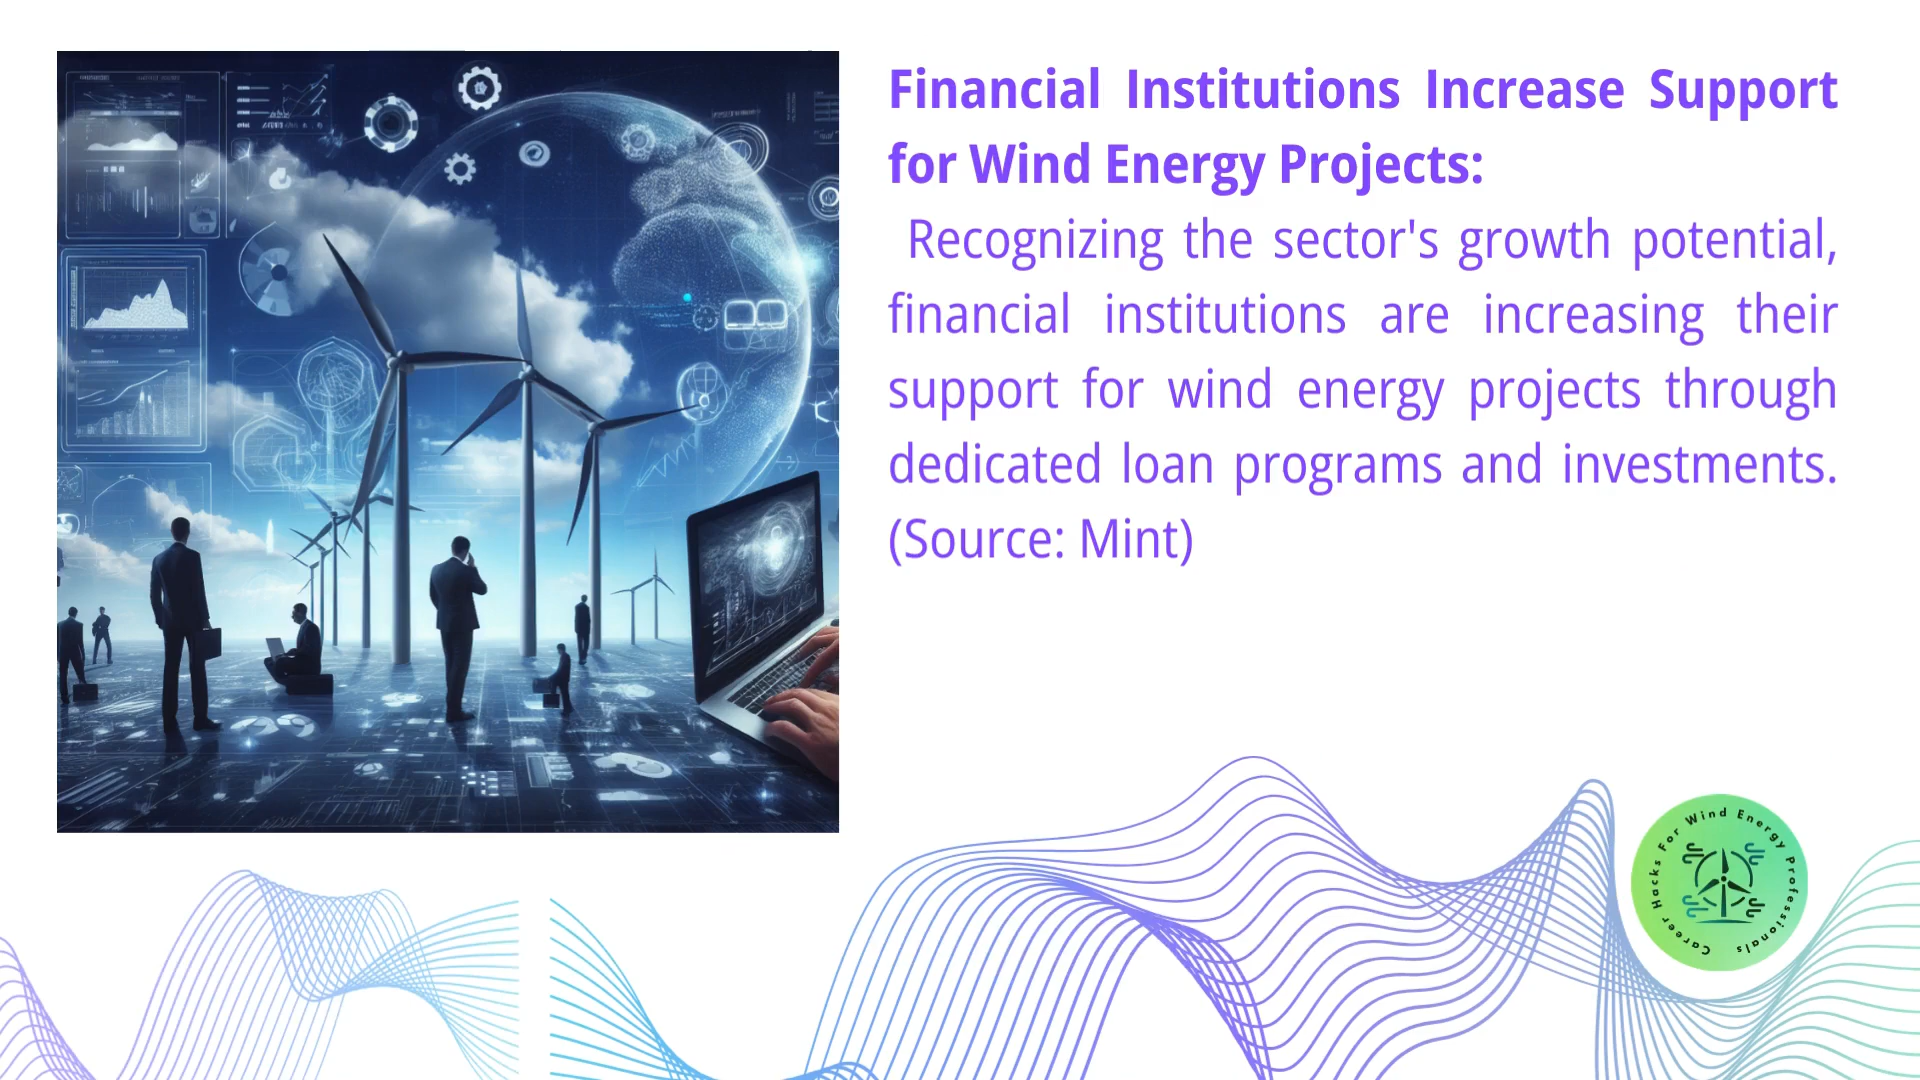 Financial Institutions Increase Support
for Wind Energy Projects:
Recognizing the sector's growth potential,
financial institutions are increasing their
support for wind energy projects through
dedicated loan programs and investments.
(Source: Mint)
Career Hacks For Wind Energy Professionals